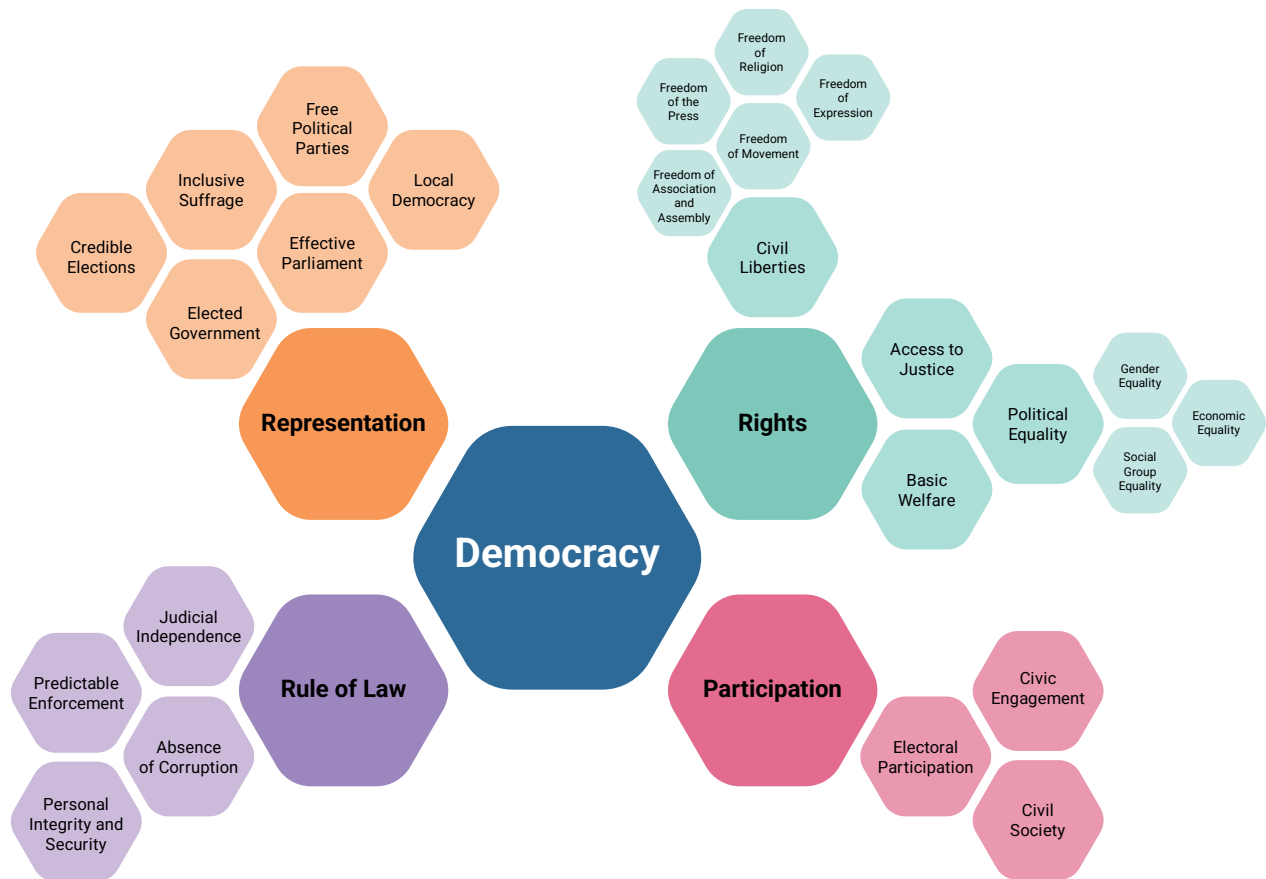 Democracy
Representation
Free
Political
Parties
Inclusive
Suffrage
Local
Democracy
Credible
Elections
Effective
Parliament
Elected
Government
Rights
Freedom
of
Religion
Freedom
of the
Press
Freedom
of
Expression
Freedom
of Movement
Freedom of
Association
and
Assembly
Civil
Liberties
Access to
Justice
Basic
Welfare
Political
Equality
Gender
Equality
Economic
Equality
Social
Group
Equality
Rule of Law
Judicial
Independence
Predictable
Enforcement
Absence
of Corruption
Personal
Integrity and
Security
Participation
Electoral
Participation
Civic
Engagement
Civil
Society